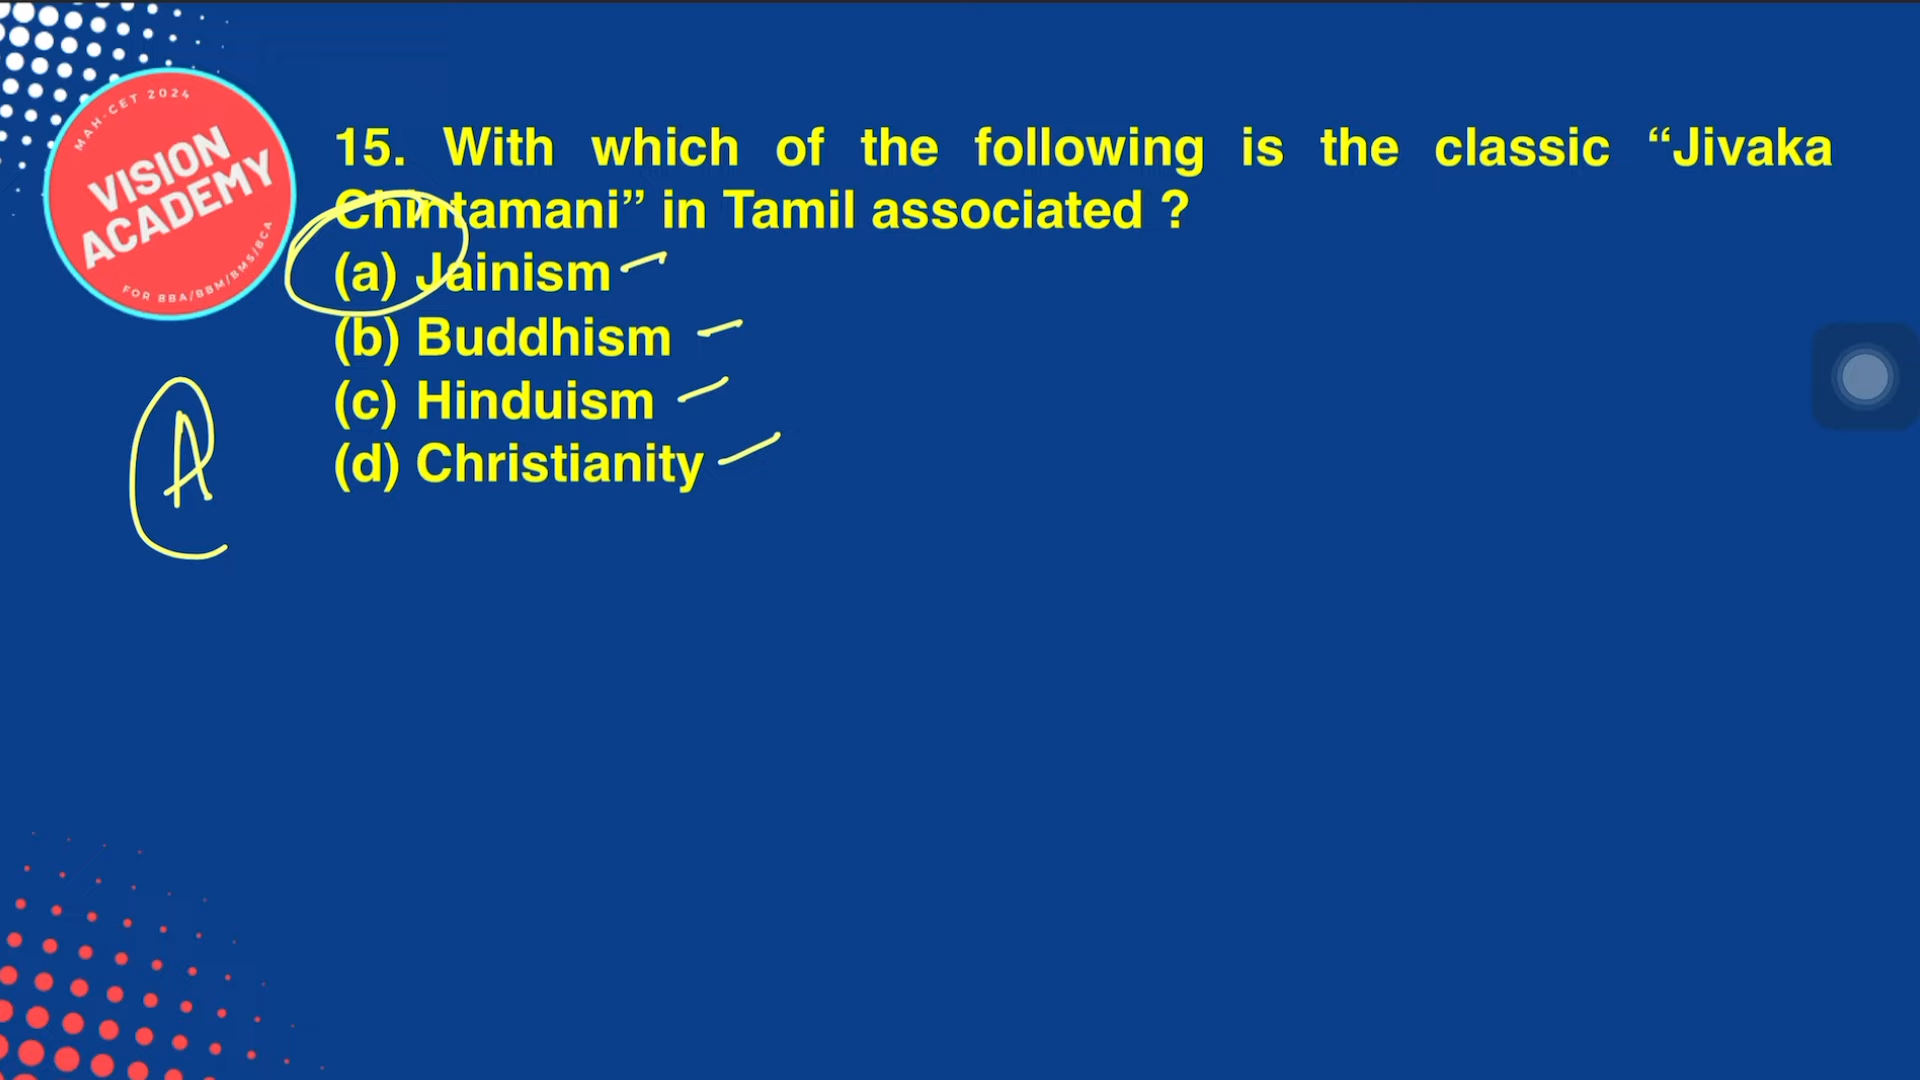 MAH-CET 2024
VISION
ACADEMY
FOR BBA/BBM/BMS/BCA
15. With which of the following is the classic “Jivaka
Chintamani” in Tamil associated ?
(a) Jainism
(b) Buddhism
(c) Hinduism
(d) Christianity
A